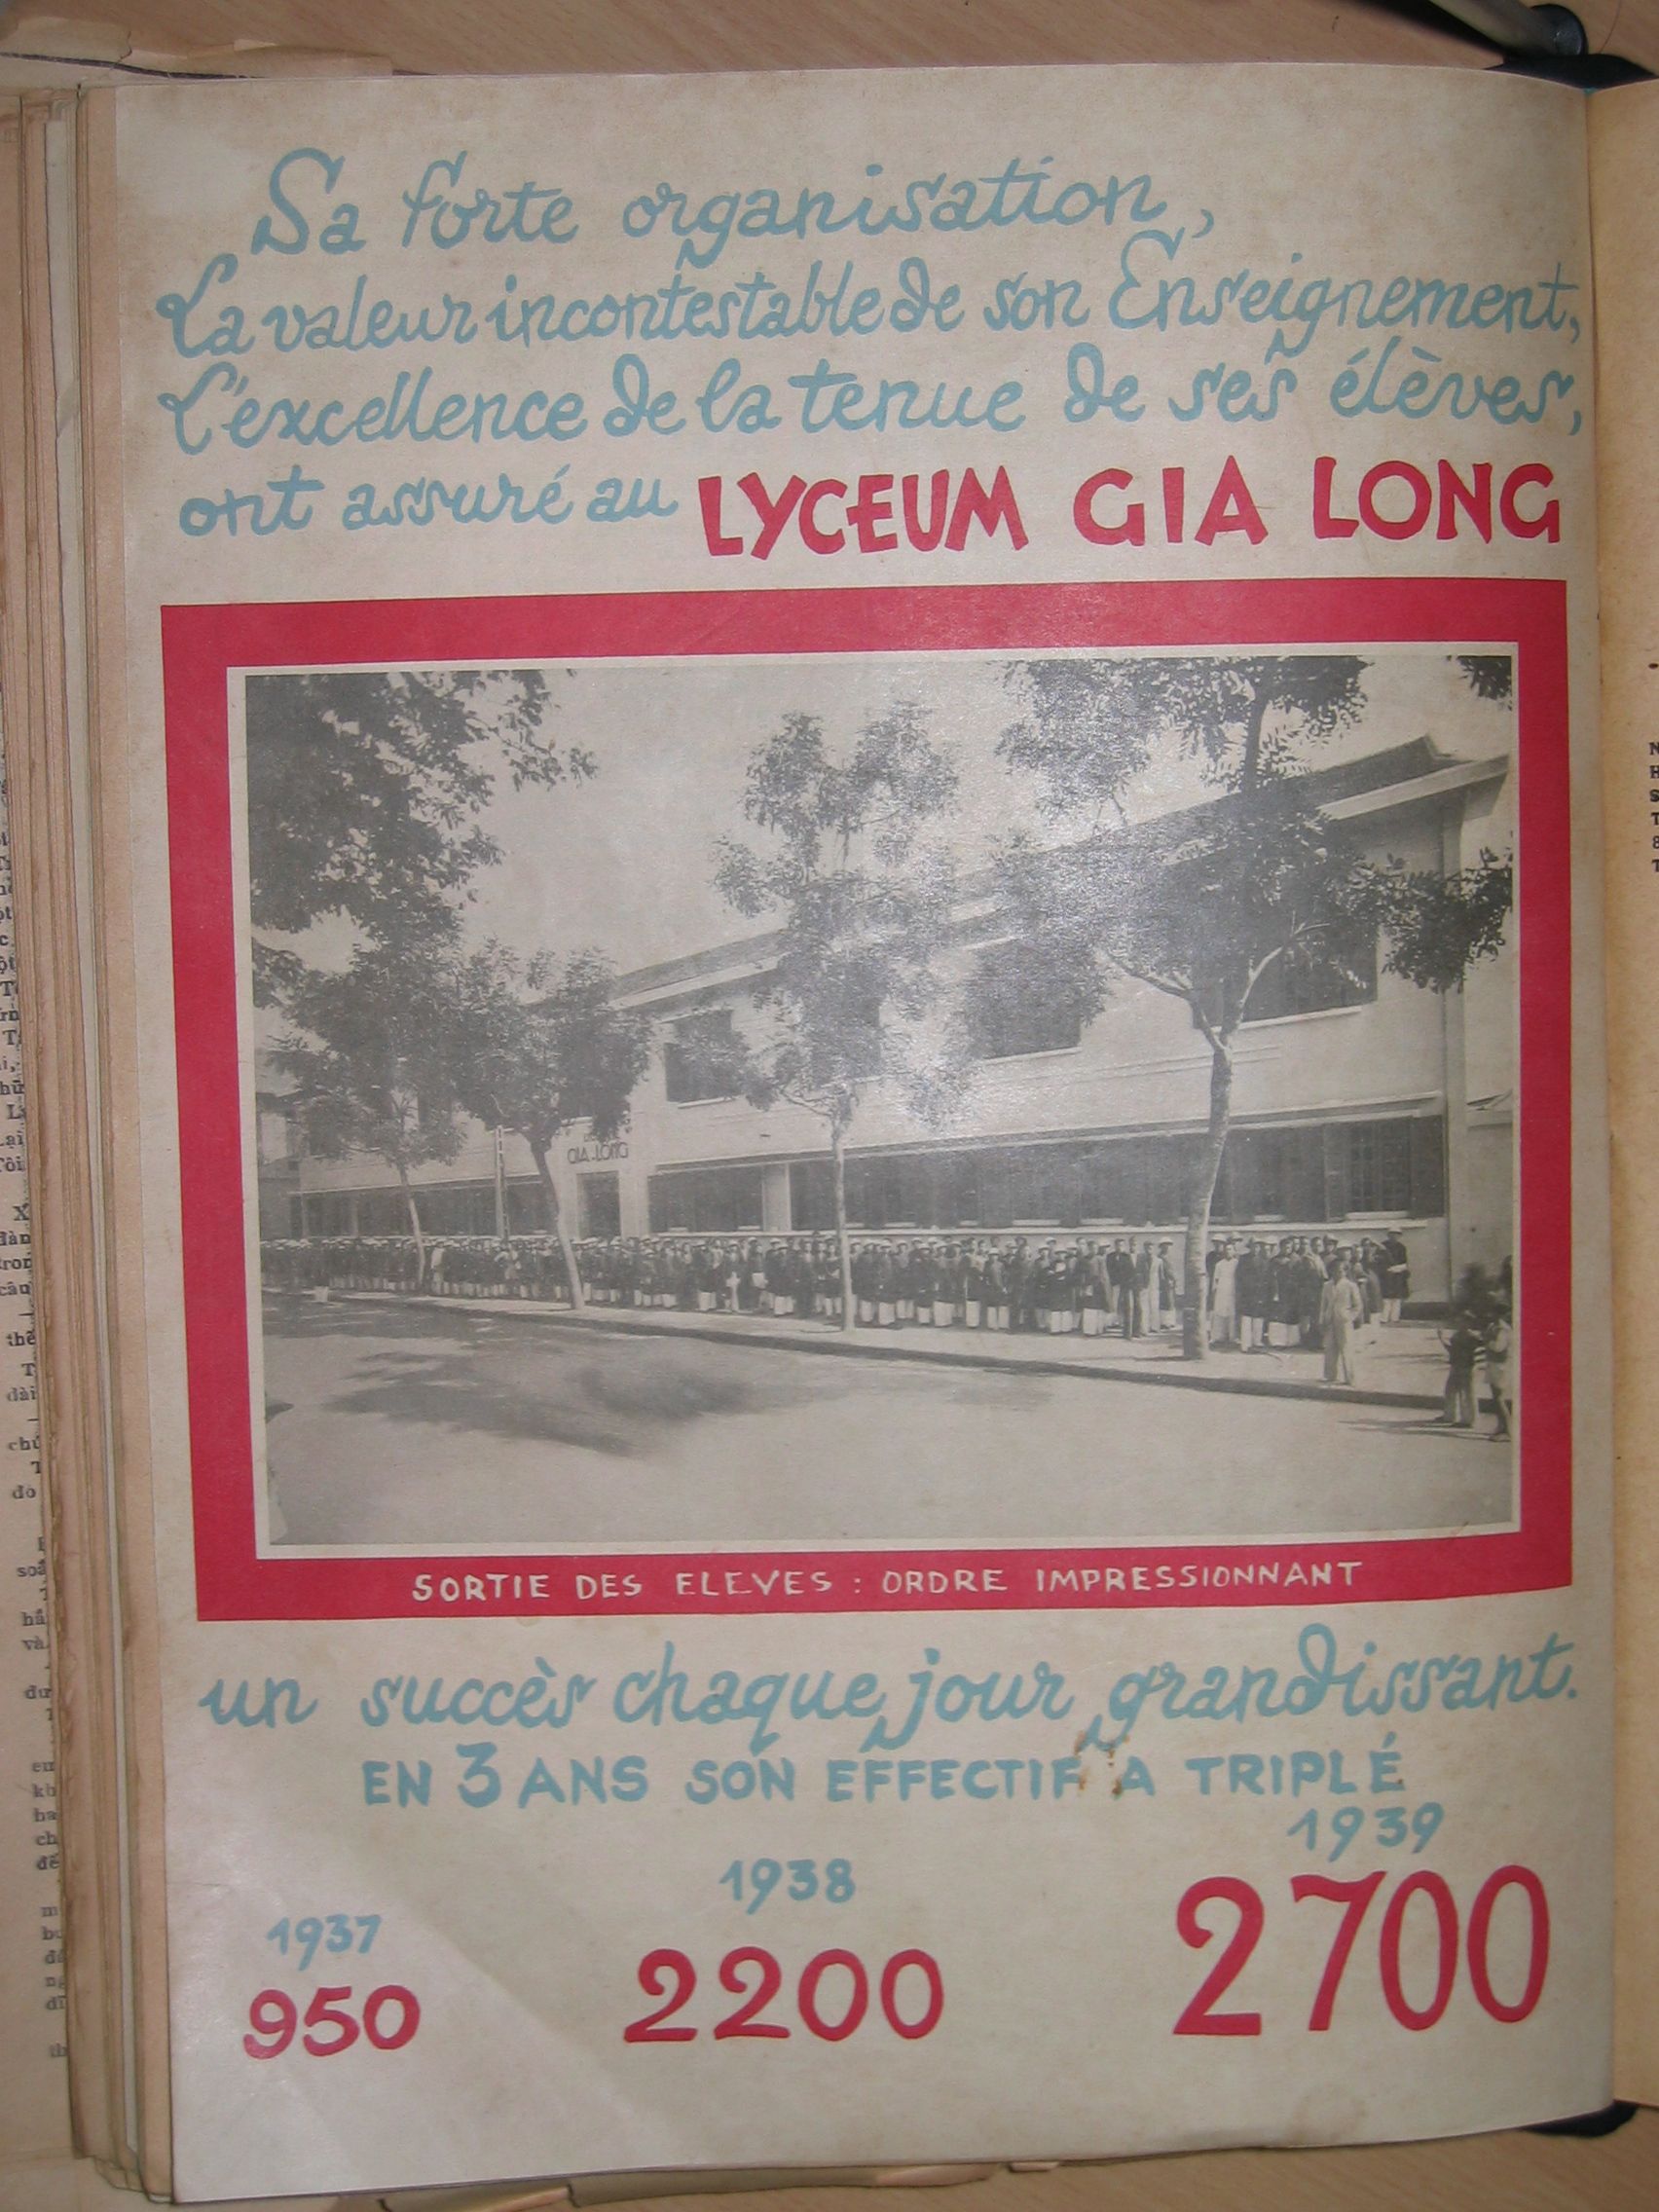 Sa forte organisation,
La valeur incontestable de son Enseignement,
L'excellence de la tenue de ses élèves,
ont assuré au LYCEUM GIA LONG
GIA-LONG
SORTIE DES ELEVES : ORDRE IMPRESSIONNANT
un succès chaque jour grandissant.
EN 3 ANS SON EFFECTIF A TRIPLÉ
1937 1938 1939
950 2200 2700